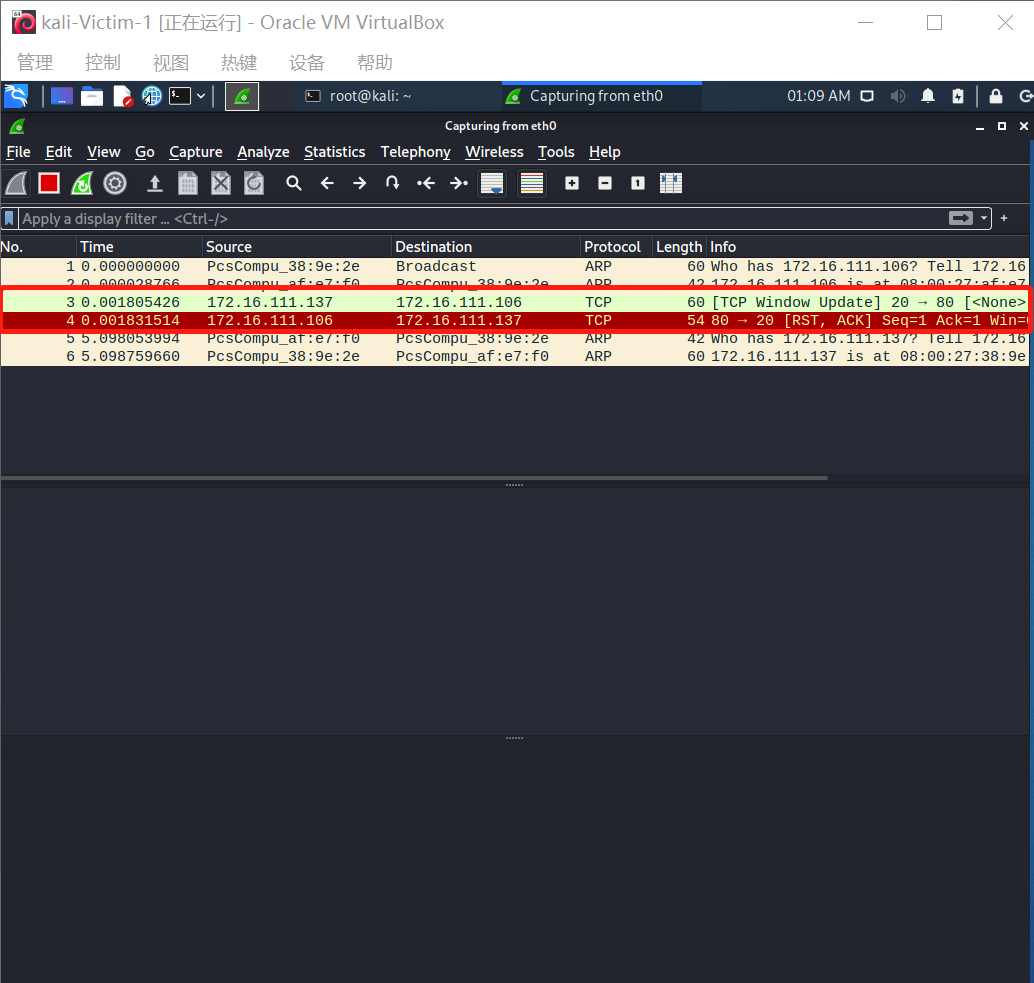 kali-Victim-1 [正在运行] - Oracle VM VirtualBox
管理 控制 视图 热键 设备 帮助
root@kali: ~ Capturing from eth0 01:09 AM
Capturing from eth0
File Edit View Go Capture Analyze Statistics Telephony Wireless Tools Help
Apply a display filter ... <Ctrl-/>
No. Time Source Destination Protocol Length Info
1 0.000000000 PcsCompu_38:9e:2e Broadcast ARP 60 Who has 172.16.111.106? Tell 172.16
2 0.000028766 PcsCompu_af:e7:f0 PcsCompu_38:9e:2e ARP 42 172.16.111.106 is at 08:00:27:af:e7
3 0.001805426 172.16.111.137 172.16.111.106 TCP 60 [TCP Window Update] 20 → 80 [<None>
4 0.001831514 172.16.111.106 172.16.111.137 TCP 54 80 → 20 [RST, ACK] Seq=1 Ack=1 Win=
5 5.098053994 PcsCompu_af:e7:f0 PcsCompu_38:9e:2e ARP 42 Who has 172.16.111.137? Tell 172.16
6 5.098759660 PcsCompu_38:9e:2e PcsCompu_af:e7:f0 ARP 60 172.16.111.137 is at 08:00:27:38:9e